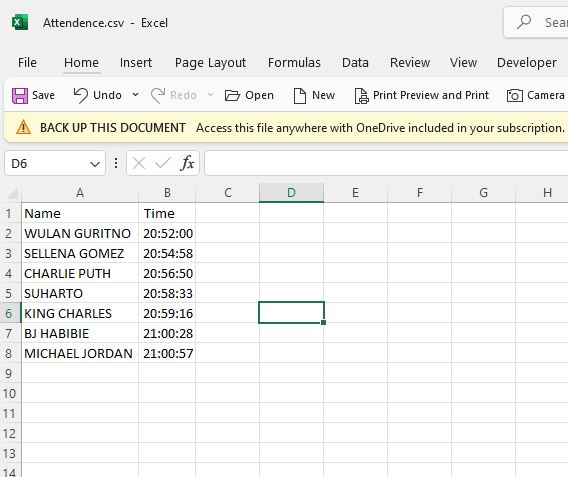 Attendence.csv - Excel
Sea
File Home Insert Page Layout Formulas Data Review View Developer
Save Undo Redo Open New Print Preview and Print Camera
BACK UP THIS DOCUMENT Access this file anywhere with OneDrive included in your subscription.
D6 fx
A B C D E F G H
1 Name Time
2 WULAN GURITNO 20:52:00
3 SELLENA GOMEZ 20:54:58
4 CHARLIE PUTH 20:56:50
5 SUHARTO 20:58:33
6 KING CHARLES 20:59:16
7 BJ HABIBIE 21:00:28
8 MICHAEL JORDAN 21:00:57
9
10
11
12
13
14